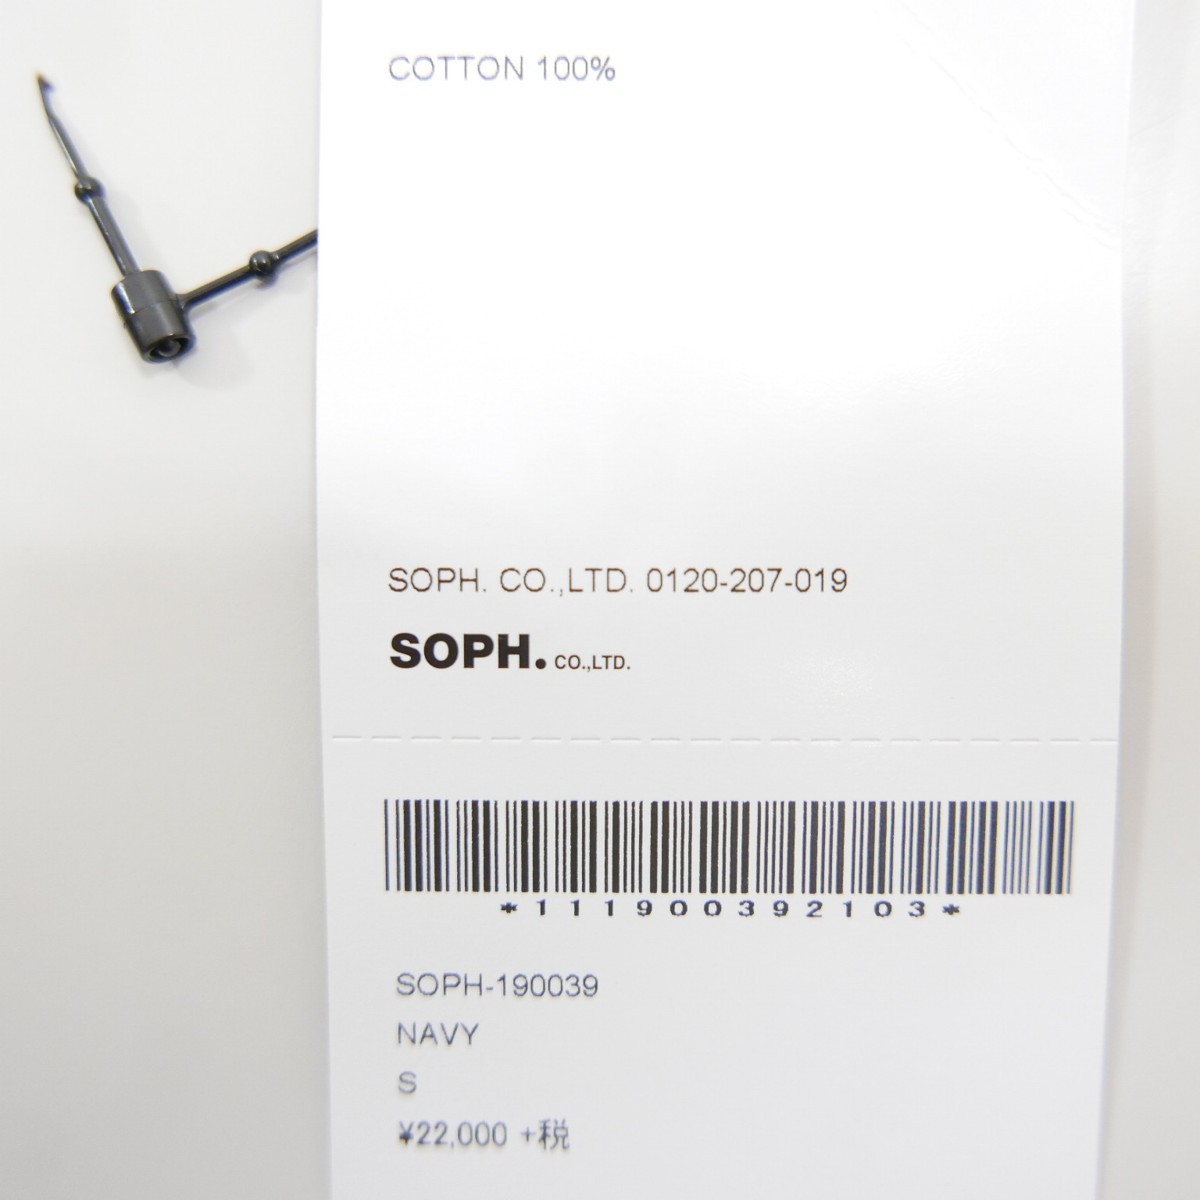 COTTON 100%
SOPH. CO.,LTD. 0120-207-019
SOPH. CO.,LTD.
*111900392103*
SOPH-190039
NAVY
S
¥22,000 +税